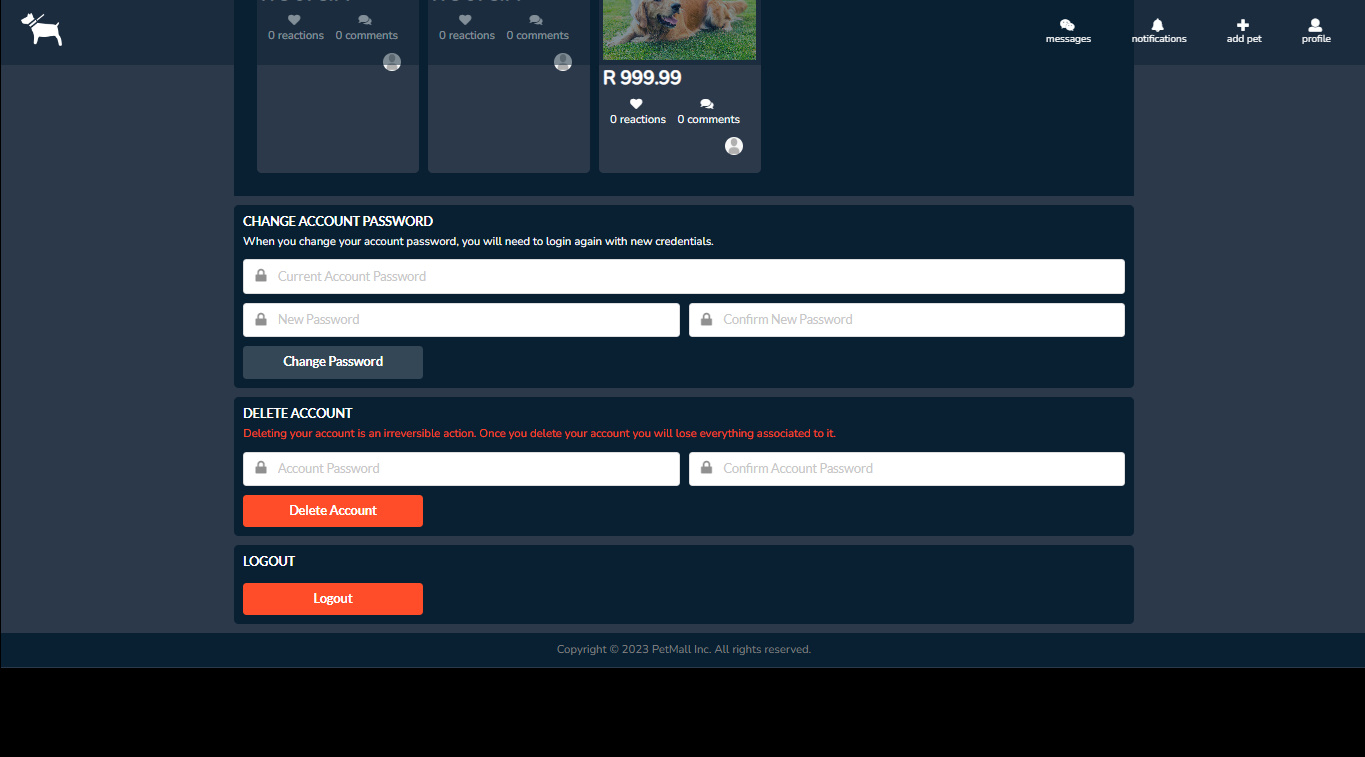 messages
notifications
add pet
profile
0 reactions 0 comments
0 reactions 0 comments
R 999.99
0 reactions 0 comments
CHANGE ACCOUNT PASSWORD
When you change your account password, you will need to login again with new credentials.
Current Account Password
New Password
Confirm New Password
Change Password
DELETE ACCOUNT
Deleting your account is an irreversible action. Once you delete your account you will lose everything associated to it.
Account Password
Confirm Account Password
Delete Account
LOGOUT
Logout
Copyright © 2023 PetMall Inc. All rights reserved.